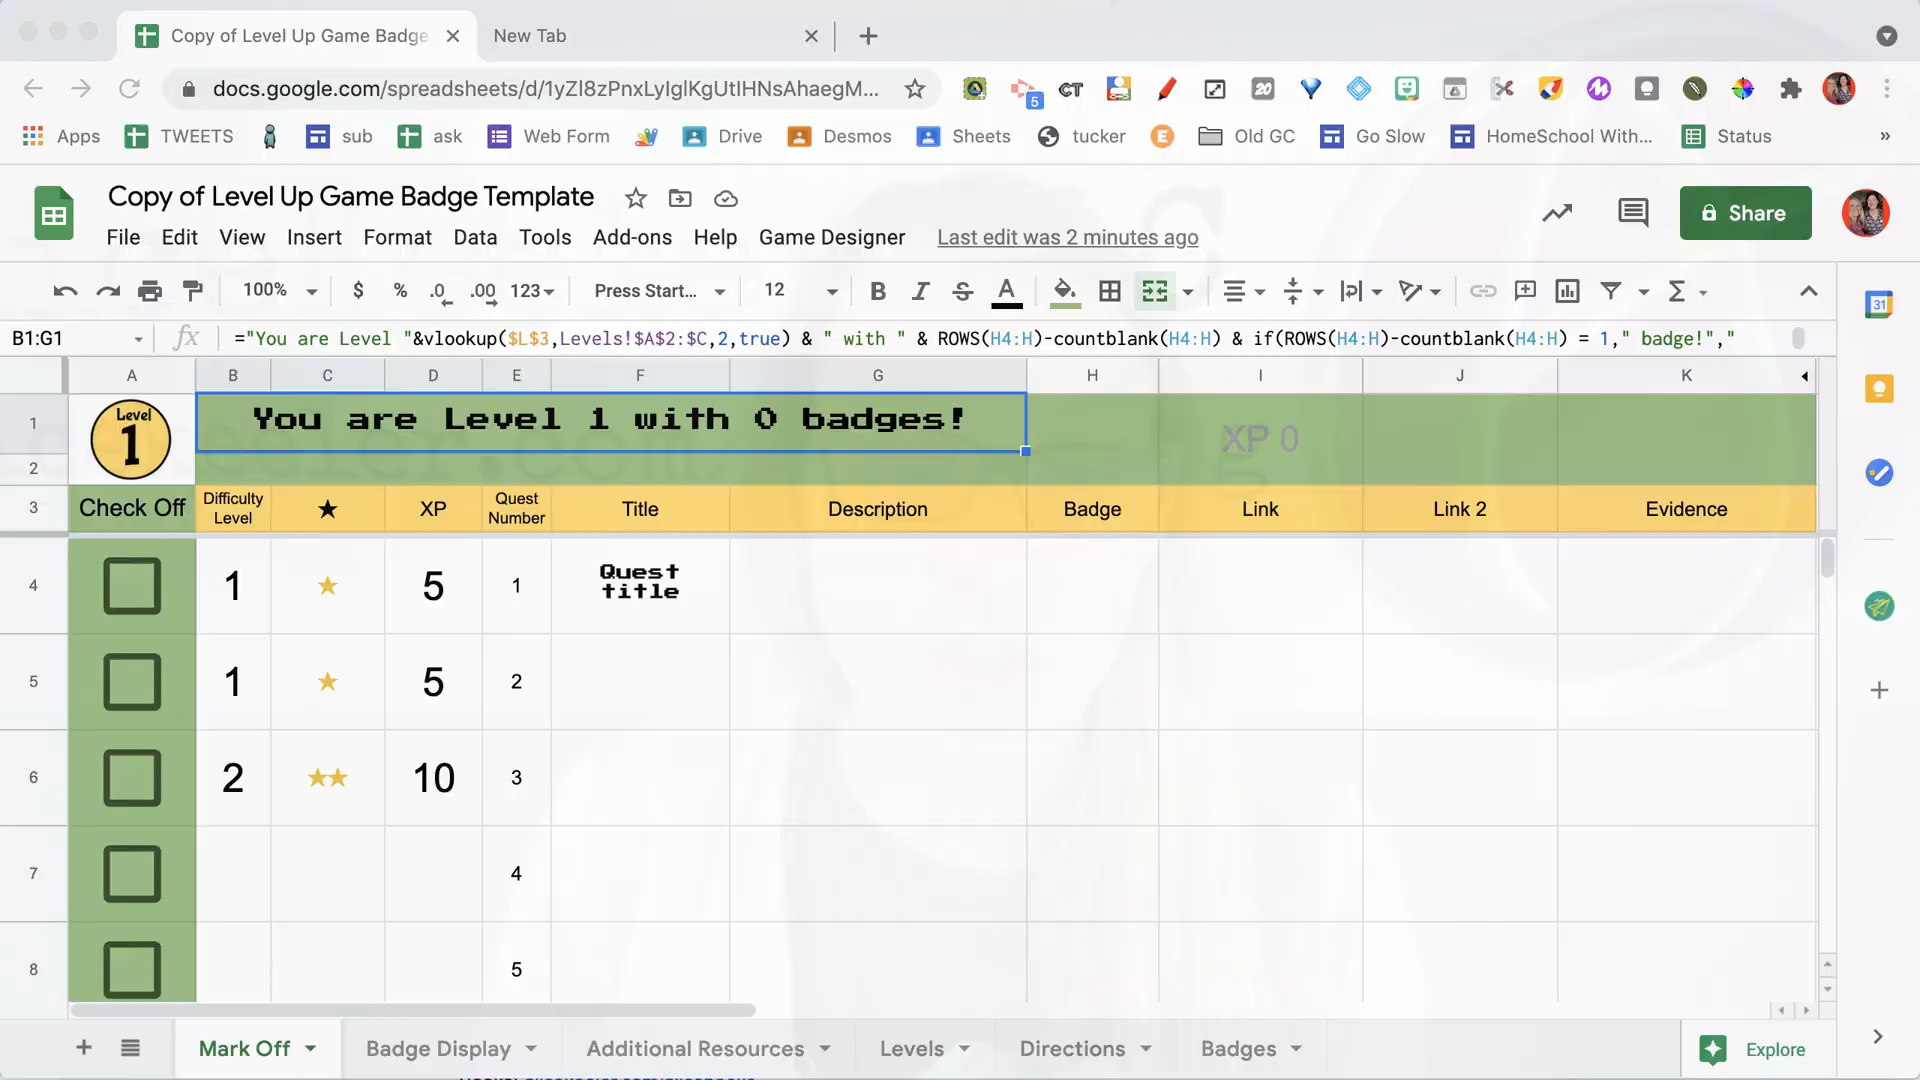 Copy of Level Up Game Badge
New Tab
docs.google.com/spreadsheets/d/1yZl8zPnxLyIglKgUtIHNsAhaegM...
5
CT
20
Apps
TWEETS
sub
ask
Web Form
Drive
Desmos
Sheets
tucker
E
Old GC
Go Slow
HomeSchool With...
Status
»
Copy of Level Up Game Badge Template
Share
File Edit View Insert Format Data Tools Add-ons Help Game Designer Last edit was 2 minutes ago
100% $ % .0 .00 123 Press Start... 12 B I S A Σ
31
B1:G1 fx ="You are Level "&vlookup($L$3,Levels!$A$2:$C,2,true) & " with " & ROWS(H4:H)-countblank(H4:H) & if(ROWS(H4:H)-countblank(H4:H) = 1," badge!","
A B C D E F G H I J K
1 Level 1 You are Level 1 with 0 badges! XP 0
2
3 Check Off Difficulty Level ★ XP Quest Number Title Description Badge Link Link 2 Evidence
4 1 ★ 5 1 Quest title
5 1 ★ 5 2
6 2 ★★ 10 3
7 4
8 5
Mark Off Badge Display Additional Resources Levels Directions Badges Explore